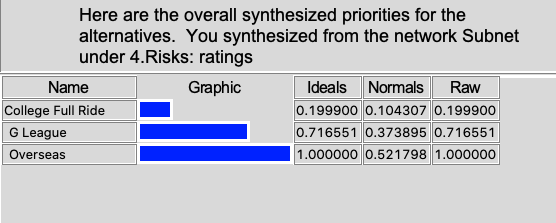 Here are the overall synthesized priorities for the
alternatives. You synthesized from the network Subnet
under 4.Risks: ratings
Name Graphic Ideals Normals Raw
College Full Ride 0.199900 0.104307 0.199900
G League 0.716551 0.373895 0.716551
Overseas 1.000000 0.521798 1.000000